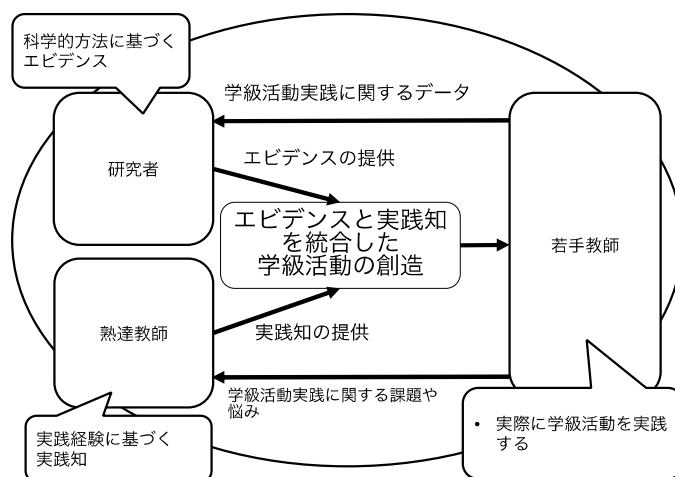 科学的方法に基づく
エビデンス
学級活動実践に関するデータ
エビデンスの提供
研究者
エビデンスと実践知
を統合した
学級活動の創造
若手教師
熟達教師
実践知の提供
学級活動実践に関する課題や
悩み
実践経験に基づく
実践知
• 実際に学級活動を実践
する